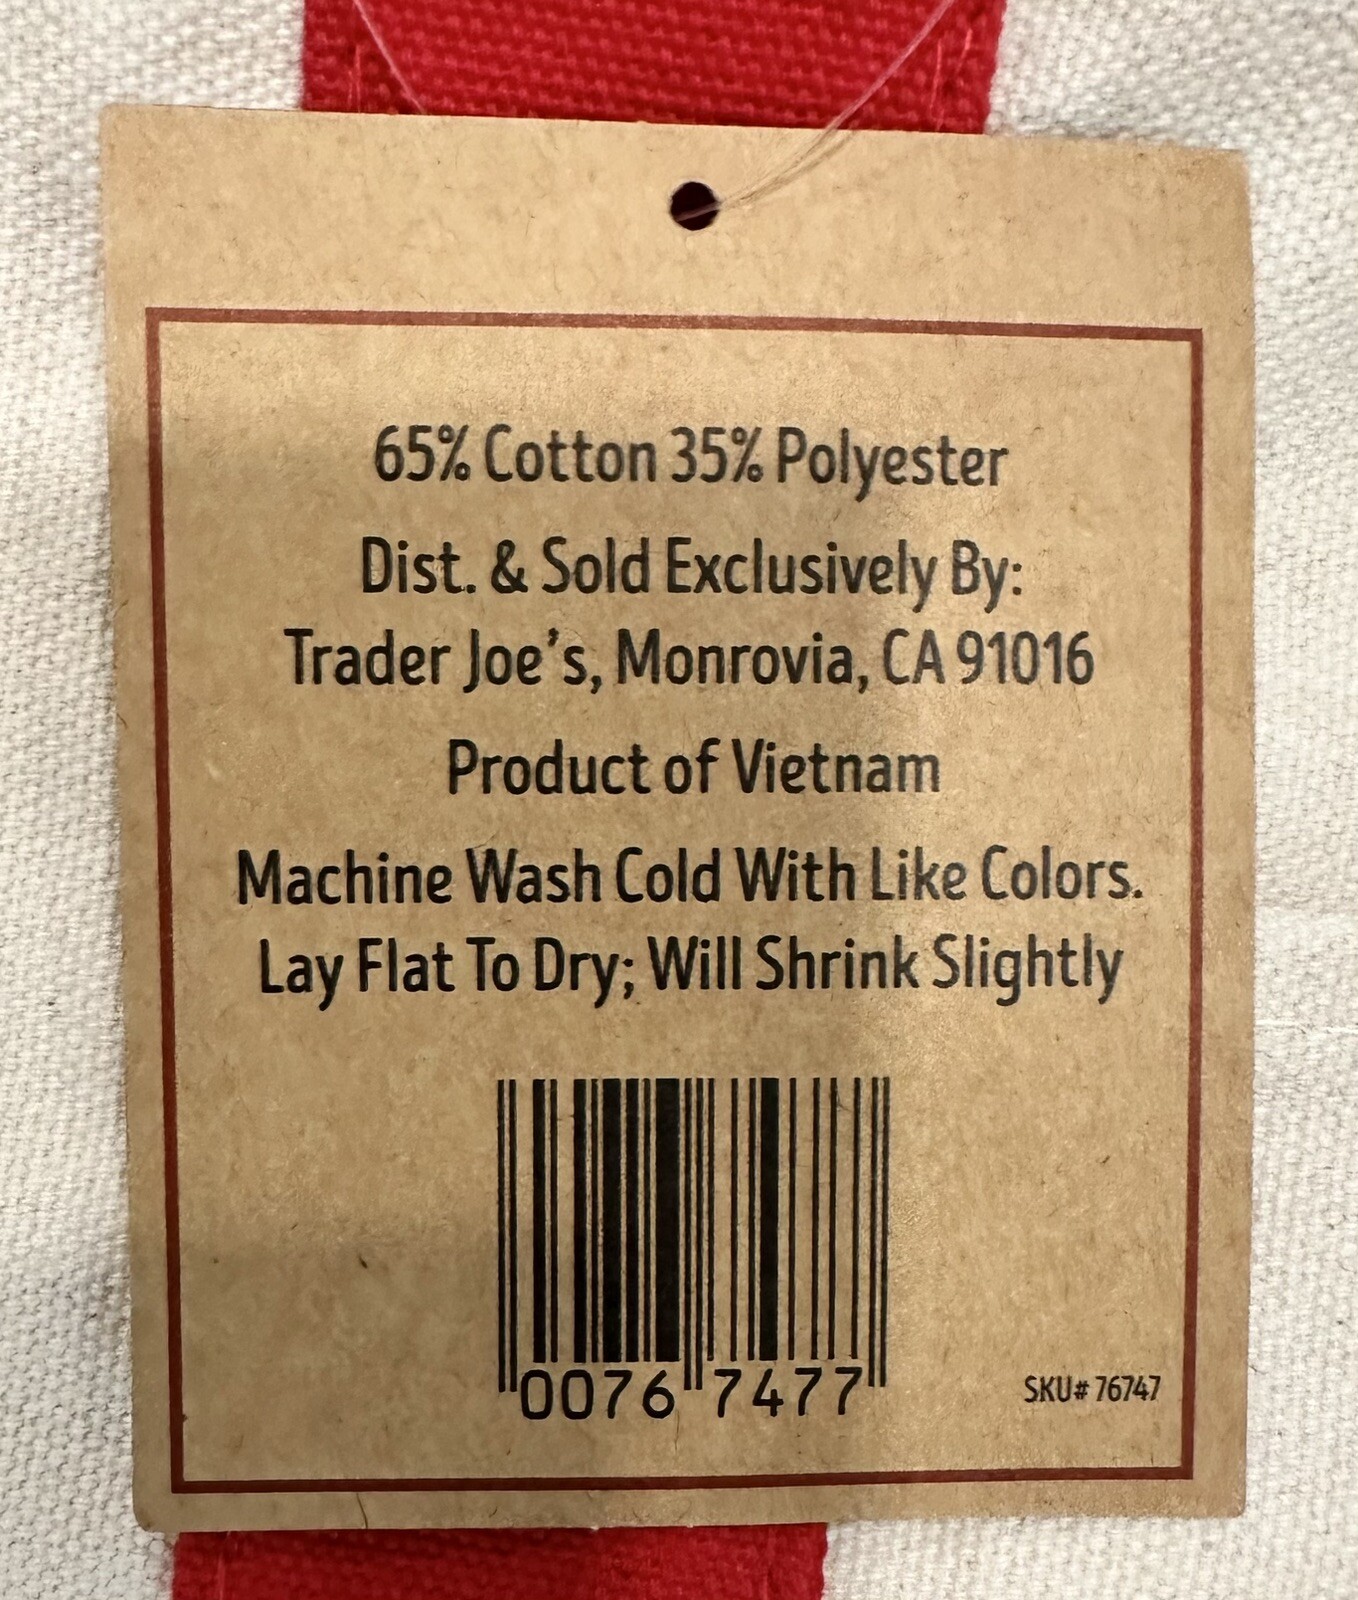 65% Cotton 35% Polyester
Dist. & Sold Exclusively By:
Trader Joe's, Monrovia, CA 91016
Product of Vietnam
Machine Wash Cold With Like Colors.
Lay Flat To Dry; Will Shrink Slightly
0076 7477
SKU# 76747